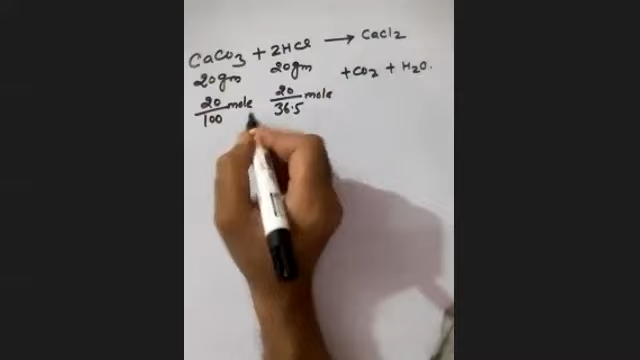 CaCo3 + 2HCl → CaCl2
+ CO2 + H2O.
20gm 20gm
20/100 mole 20/36.5 mole